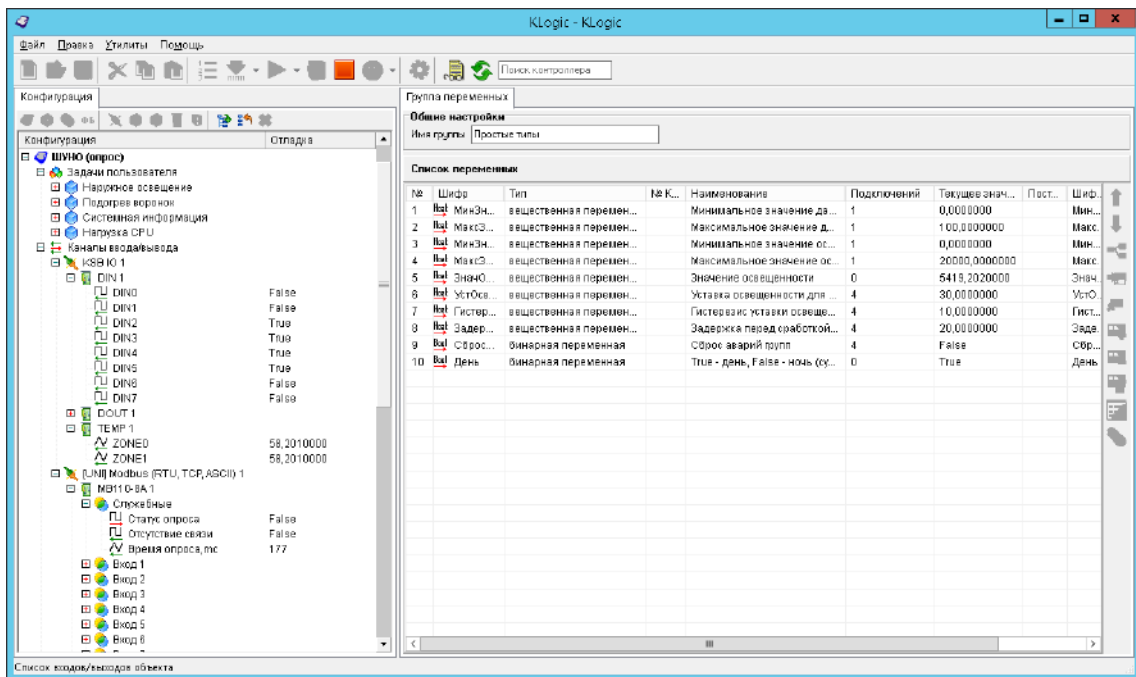 KLogic - KLogic
Файл Правка Утилиты Помощь
Поиск контроллера
Конфигурация
Группа переменных
Общие настройки
Имя группы Простые типы
Конфигурация Отладка
ШУНО (опрос)
Задачи пользователя
Наружное освещение
Подогрев воронок
Системная информация
Нагрузка CPU
Каналы ввода/вывода
DIN 1
DIN0 False
DIN1 False
DIN2 True
DIN3 True
DIN4 True
DIN5 True
DIN6 False
DIN7 False
DOUT 1
TEMP 1
ZONE0 58,2010000
ZONE1 58,2010000
[UNI] Modbus (RTU, TCP, ASCII) 1
МВ110-8А 1
Служебные
Статус опроса False
Отсутствие связи False
Время опроса, мс 177
Вход 1
Вход 2
Вход 3
Вход 4
Вход 5
Вход 6
Список переменных
№ Шифр Тип № К... Наименование Подключений Текущее знач... Пост... Шиф.
1 float МинЗн... вещественная перемен... Минимальное значение да... 1 0,0000000 Мин...
2 float МаксЗ... вещественная перемен... Максимальное значение д... 1 100,0000000 Макс.
3 float МинЗн... вещественная перемен... Минимальное значение ос... 1 0,0000000 Мин...
4 float МаксЗ... вещественная перемен... Максимальное значение ос... 1 20000,0000000 Макс.
5 float ЗначО... вещественная перемен... Значение освещенности 0 5419,2020000 Знач.
6 float УстОсв... вещественная перемен... Уставка освещенности для ... 4 30,0000000 УстО.
7 float Гистер... вещественная перемен... Гистерезис уставки освеще... 4 10,0000000 Гист...
8 float Задер... вещественная перемен... Задержка перед сработкой... 4 20,0000000 Заде.
9 Bool Сброс... бинарная переменная Сброс аварий групп 4 False Сбр...
10 Bool День бинарная переменная True - день, False - ночь (су... 0 True День
Список входов/выходов объекта